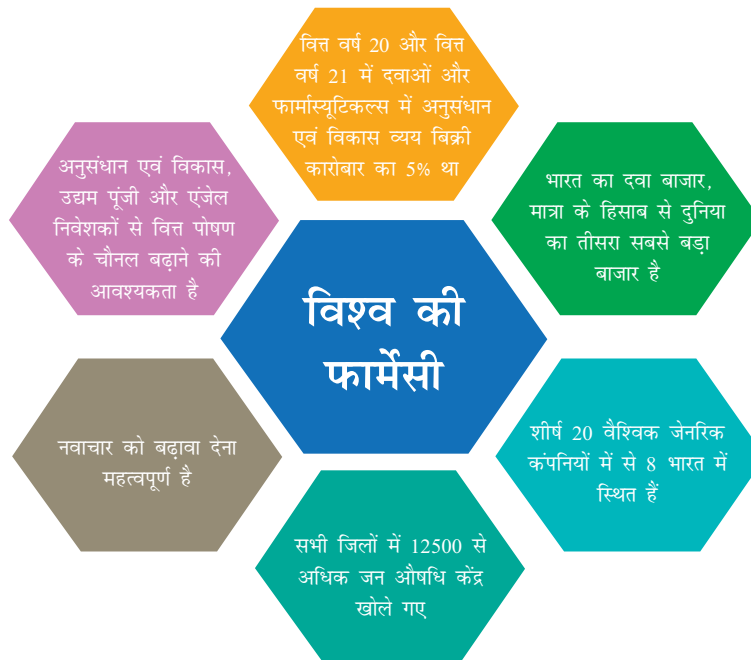 वित्त वर्ष 20 और वित्त
वर्ष 21 में दवाओं और
फार्मास्यूटिकल्स में अनुसंधान
एवं विकास व्यय बिक्री
कारोबार का 5% था
अनुसंधान एवं विकास,
उद्यम पूंजी और एंजेल
निवेशकों से वित्त पोषण
के चौनल बढ़ाने की
आवश्यकता है
भारत का दवा बाजार,
मात्रा के हिसाब से दुनिया
का तीसरा सबसे बड़ा
बाजार है
विश्व की
फार्मेसी
नवाचार को बढ़ावा देना
महत्वपूर्ण है
शीर्ष 20 वैश्विक जेनरिक
कंपनियों में से 8 भारत में
स्थित हैं
सभी जिलों में 12500 से
अधिक जन औषधि केंद्र
खोले गए